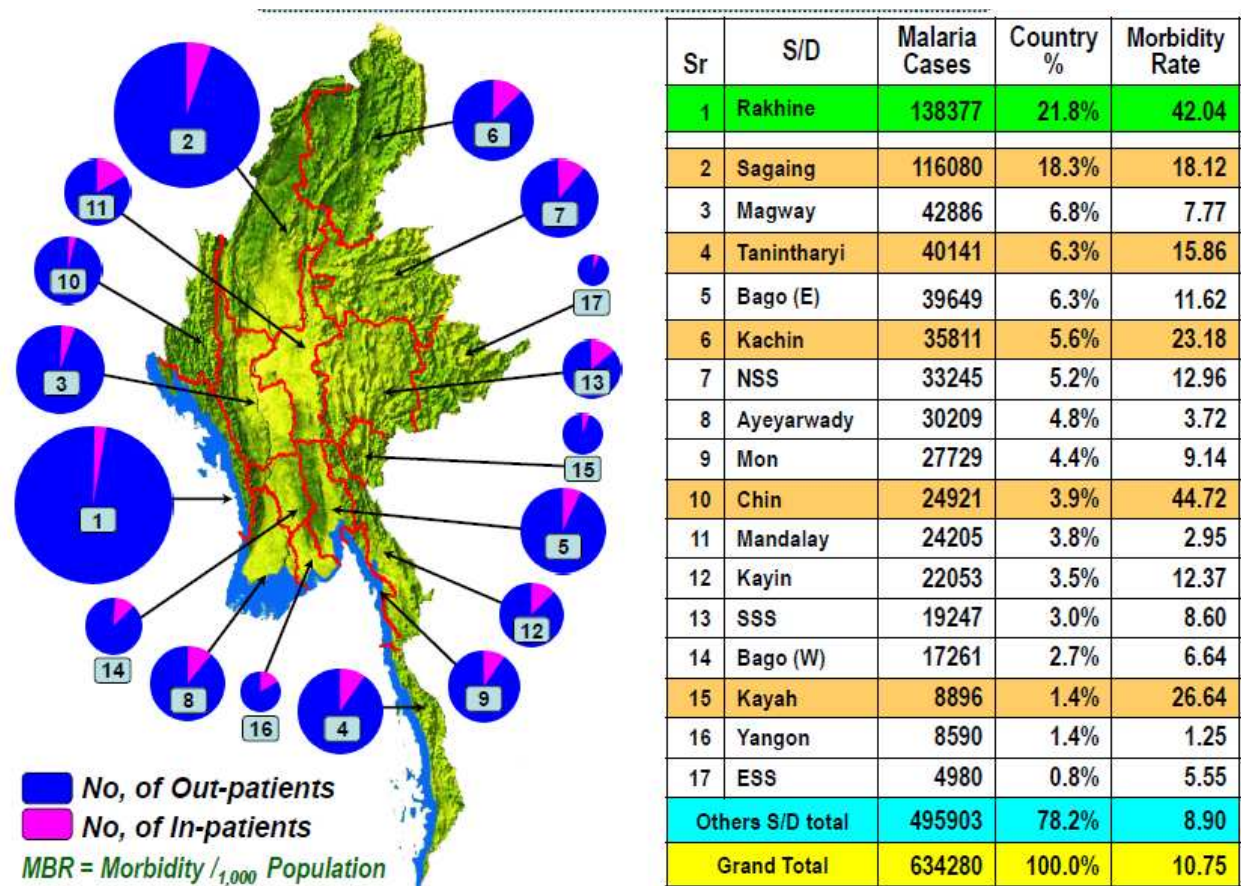 2
6
11
7
10
17
3
13
15
1
5
12
14
8
16
4
9
No, of Out-patients
No, of In-patients
MBR = Morbidity /1,000 Population
Sr S/D Malaria Cases Country % Morbidity Rate
1 Rakhine 138377 21.8% 42.04
2 Sagaing 116080 18.3% 18.12
3 Magway 42886 6.8% 7.77
4 Tanintharyi 40141 6.3% 15.86
5 Bago (E) 39649 6.3% 11.62
6 Kachin 35811 5.6% 23.18
7 NSS 33245 5.2% 12.96
8 Ayeyarwady 30209 4.8% 3.72
9 Mon 27729 4.4% 9.14
10 Chin 24921 3.9% 44.72
11 Mandalay 24205 3.8% 2.95
12 Kayin 22053 3.5% 12.37
13 SSS 19247 3.0% 8.60
14 Bago (W) 17261 2.7% 6.64
15 Kayah 8896 1.4% 26.64
16 Yangon 8590 1.4% 1.25
17 ESS 4980 0.8% 5.55
Others S/D total 495903 78.2% 8.90
Grand Total 634280 100.0% 10.75